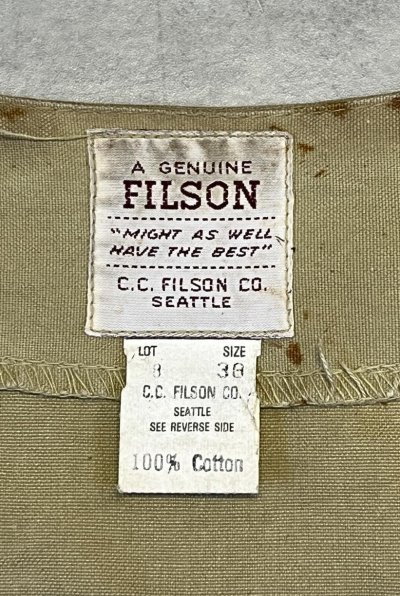 A GENUINE
FILSON
"MIGHT AS WELL
HAVE THE BEST"
C.C. FILSON CO.
SEATTLE
LOT SIZE
38
C.C. FILSON CO.
SEATTLE
SEE REVERSE SIDE
100% Cotton